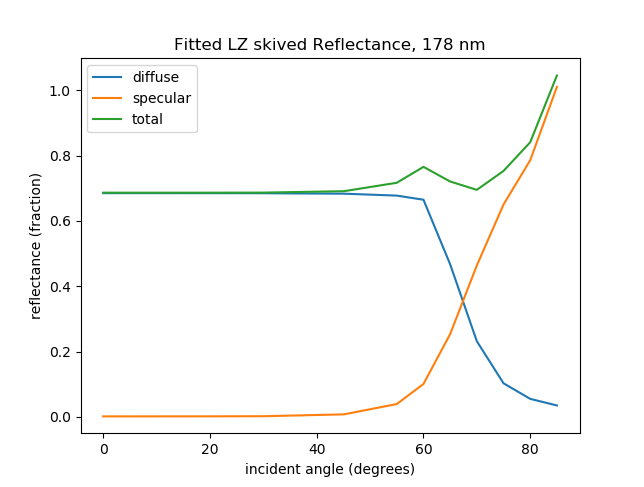 Fitted LZ skived Reflectance, 178 nm
diffuse
specular
total
reflectance (fraction)
1.0
0.8
0.6
0.4
0.2
0.0
0 20 40 60 80
incident angle (degrees)